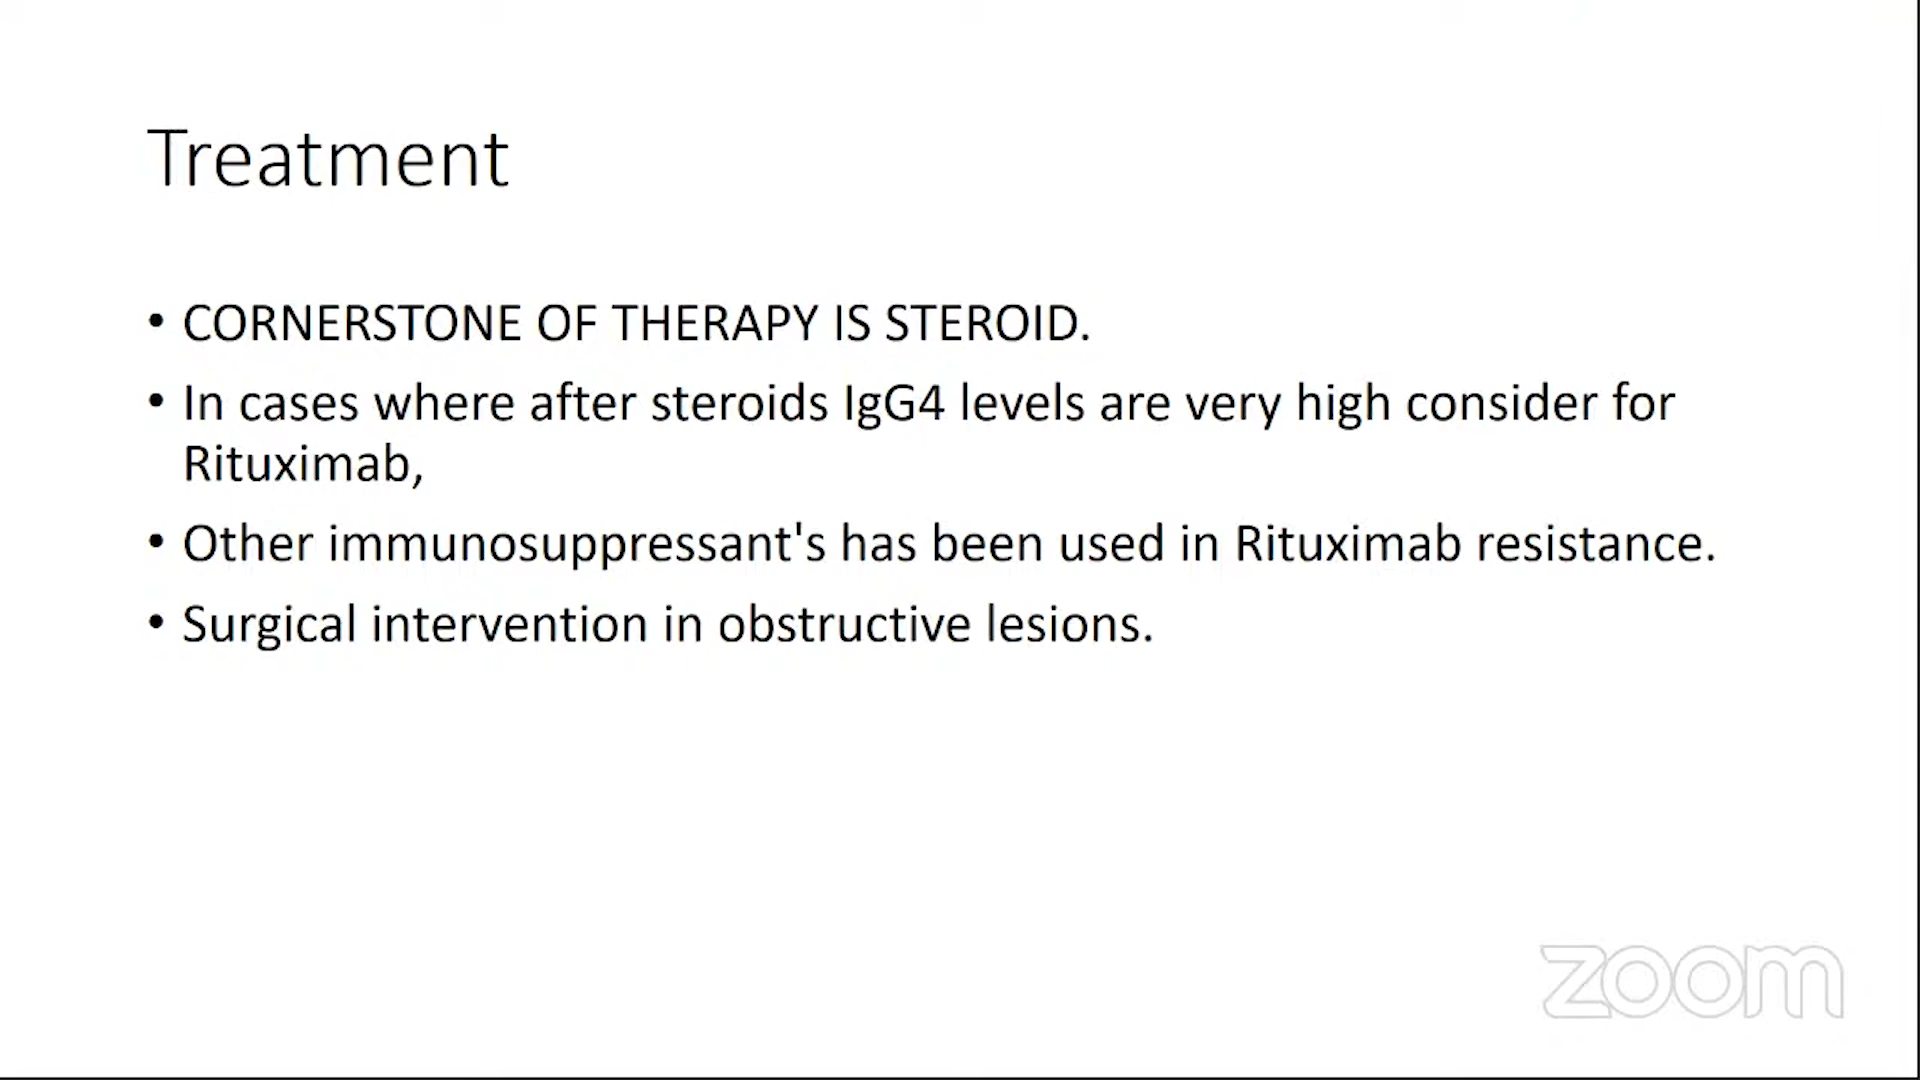 Treatment
• CORNERSTONE OF THERAPY IS STEROID.
• In cases where after steroids IgG4 levels are very high consider for
Rituximab,
• Other immunosuppressant's has been used in Rituximab resistance.
• Surgical intervention in obstructive lesions.
zoom